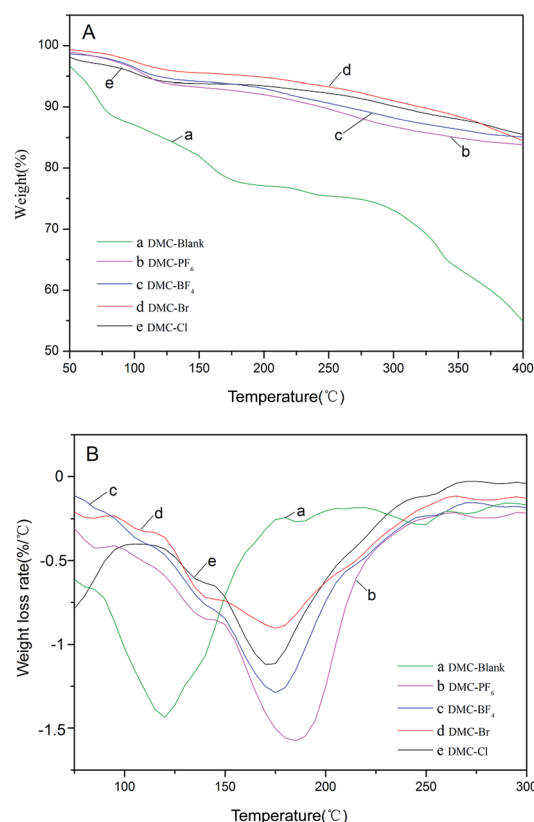 A
100
90
80
70
60
50
Weight(%)
d
e
c
b
a
a DMC-Blank
b DMC-PF₆
c DMC-BF₄
d DMC-Br
e DMC-Cl
50 100 150 200 250 300 350 400
Temperature(℃)
B
0
-0.5
-1
-1.5
Weight loss rate(%/℃)
c
d
a
e
b
a DMC-Blank
b DMC-PF₆
c DMC-BF₄
d DMC-Br
e DMC-Cl
100 150 200 250 300
Temperature(℃)